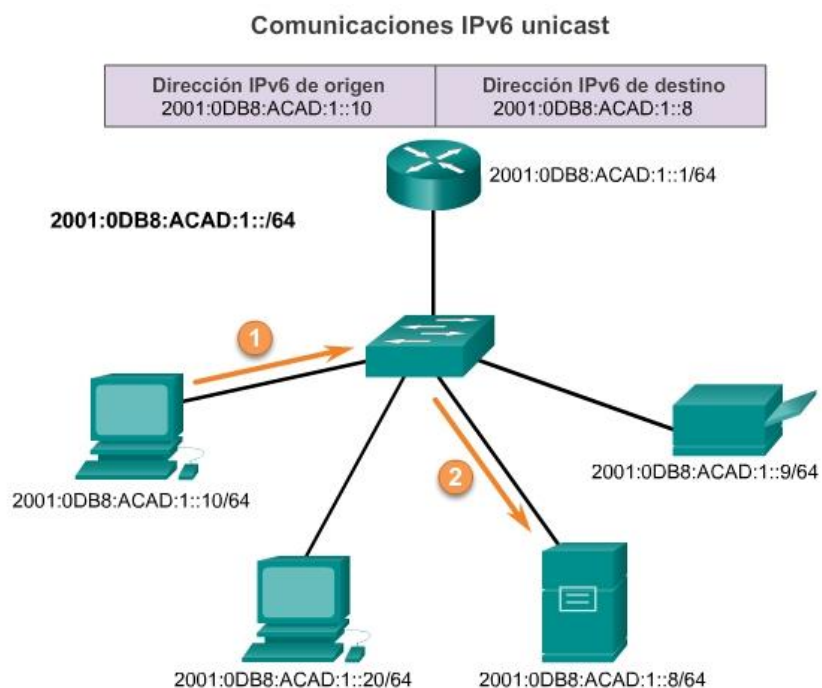 Comunicaciones IPv6 unicast
Dirección IPv6 de origen
2001:0DB8:ACAD:1::10
Dirección IPv6 de destino
2001:0DB8:ACAD:1::8
2001:0DB8:ACAD:1::1/64
2001:0DB8:ACAD:1::/64
1
2001:0DB8:ACAD:1::10/64
2
2001:0DB8:ACAD:1::9/64
2001:0DB8:ACAD:1::20/64
2001:0DB8:ACAD:1::8/64